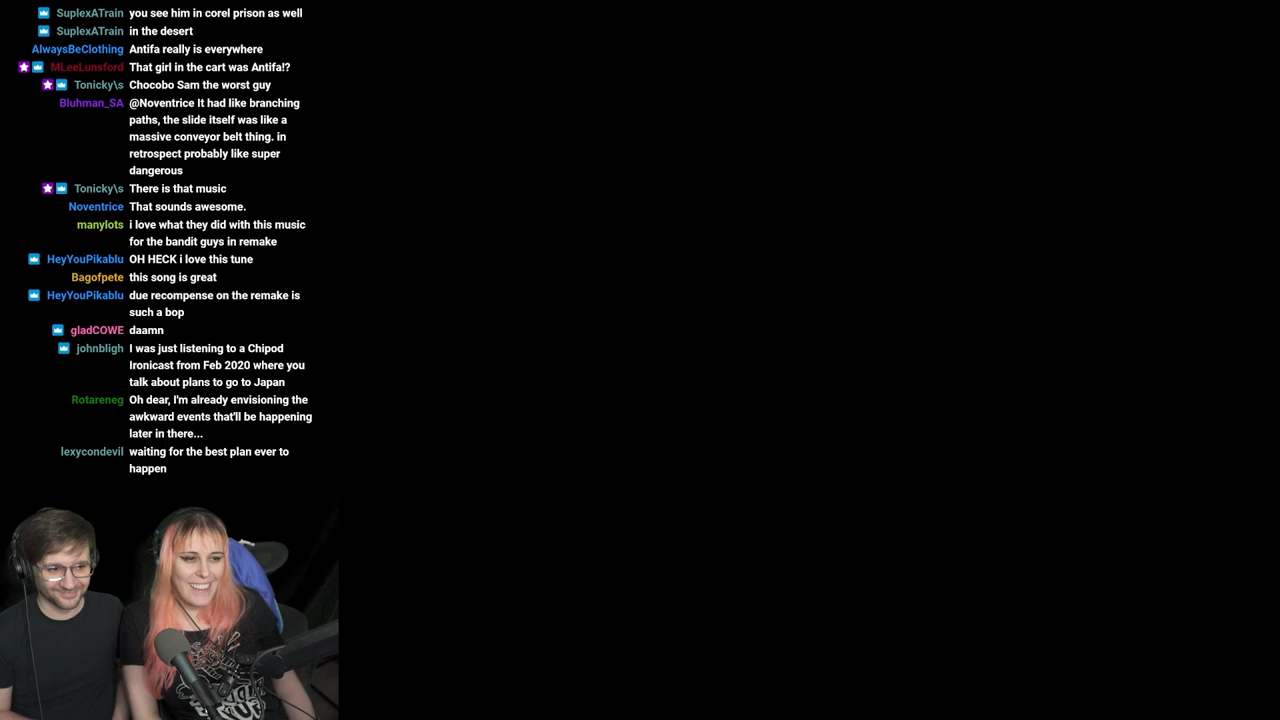 SuplexATrain you see him in corel prison as well
SuplexATrain in the desert
AlwaysBeClothing Antifa really is everywhere
MLeeLunsford That girl in the cart was Antifa!?
Tonicky\s Chocobo Sam the worst guy
Bluhman_SA @Noventrice It had like branching
paths, the slide itself was like a
massive conveyor belt thing. in
retrospect probably like super
dangerous
Tonicky\s There is that music
Noventrice That sounds awesome.
manylots i love what they did with this music
for the bandit guys in remake
HeyYouPikablu OH HECK i love this tune
Bagofpete this song is great
HeyYouPikablu due recompense on the remake is
such a bop
gladCOWE daamn
johnbligh I was just listening to a Chipod
Ironicast from Feb 2020 where you
talk about plans to go to Japan
Rotareneg Oh dear, I'm already envisioning the
awkward events that'll be happening
later in there...
lexycondevil waiting for the best plan ever to
happen